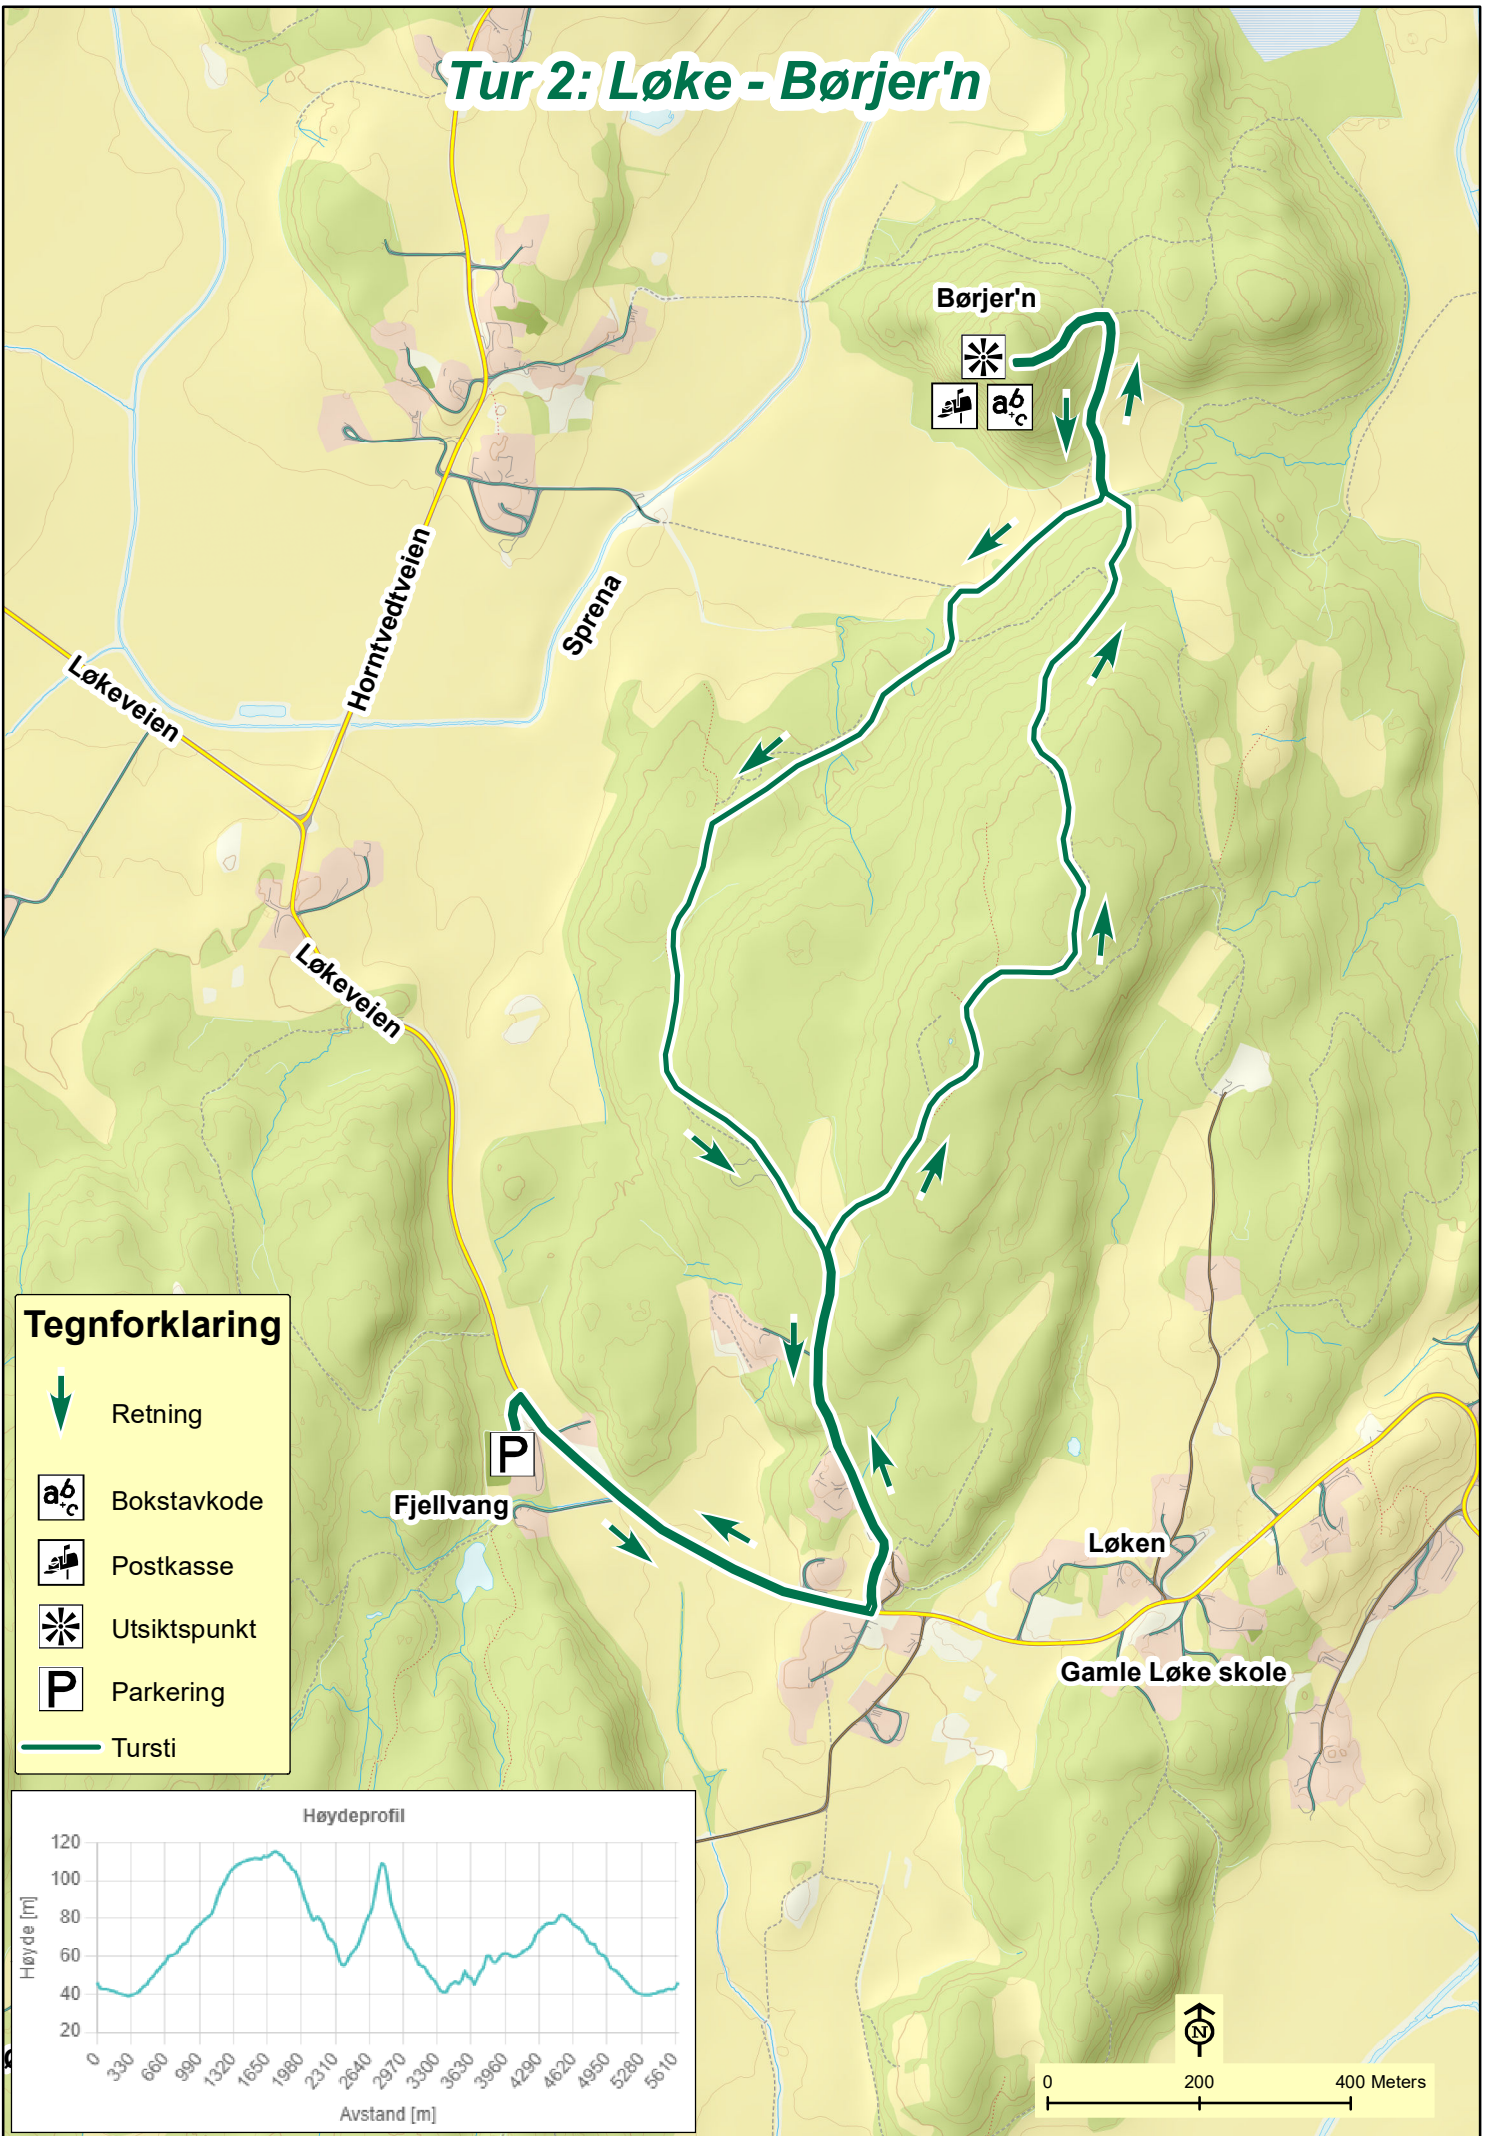 Tur 2: Løke - Børjer'n
Børjer'n
a b + c
Horntvedtveien
Sprena
Løkeveien
Løkeveien
P
Fjellvang
Løken
Gamle Løke skole
Tegnforklaring
Retning
a b + c
Bokstavkode
Postkasse
Utsiktspunkt
P
Parkering
Tursti
Høydeprofil
Høyde [m]
120
100
80
60
40
20
0 330 660 990 1320 1650 1980 2310 2640 2970 3300 3630 3960 4290 4620 4950 5280 5610
Avstand [m]
N
0 200 400 Meters